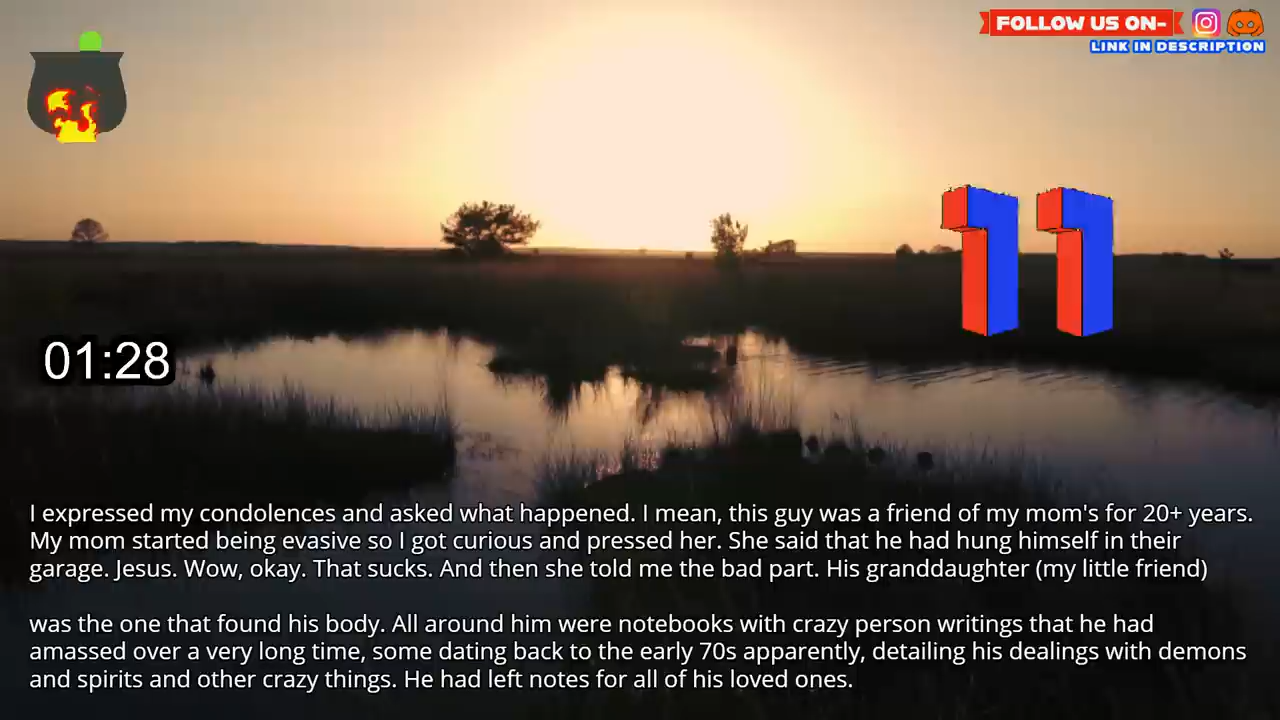 FOLLOW US ON-
LINK IN DESCRIPTION
11
01:28
I expressed my condolences and asked what happened. I mean, this guy was a friend of my mom's for 20+ years.
My mom started being evasive so I got curious and pressed her. She said that he had hung himself in their
garage. Jesus. Wow, okay. That sucks. And then she told me the bad part. His granddaughter (my little friend)
was the one that found his body. All around him were notebooks with crazy person writings that he had
amassed over a very long time, some dating back to the early 70s apparently, detailing his dealings with demons
and spirits and other crazy things. He had left notes for all of his loved ones.